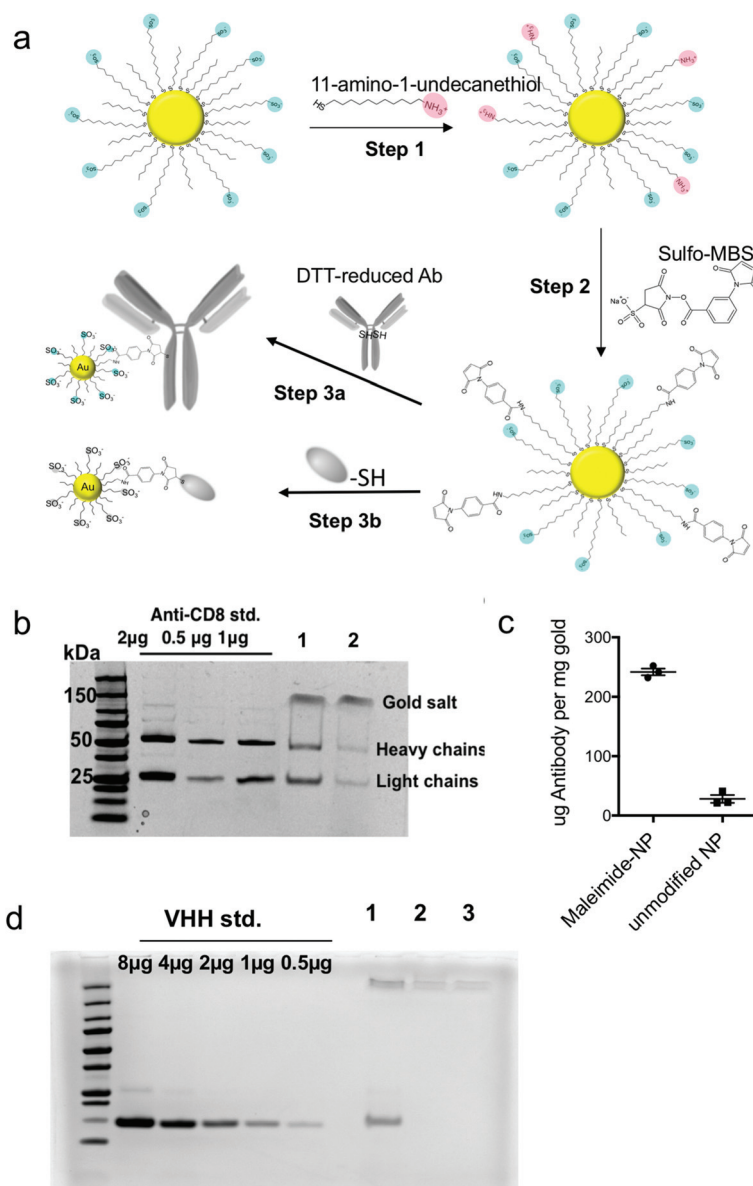 a
11-amino-1-undecanethiol
HS
NH₃⁺
Step 1
Sulfo-MBS
Step 2
DTT-reduced Ab
SHSH
Step 3a
Au
-SH
Step 3b
Au
b
Anti-CD8 std.
2µg 0.5 µg 1µg 1 2
kDa
150
50
25
Gold salt
Heavy chains
Light chains
c
ug Antibody per mg gold
300
200
100
0
Maleimide-NP
unmodified NP
d
VHH std. 1 2 3
8µg 4µg 2µg 1µg 0.5µg